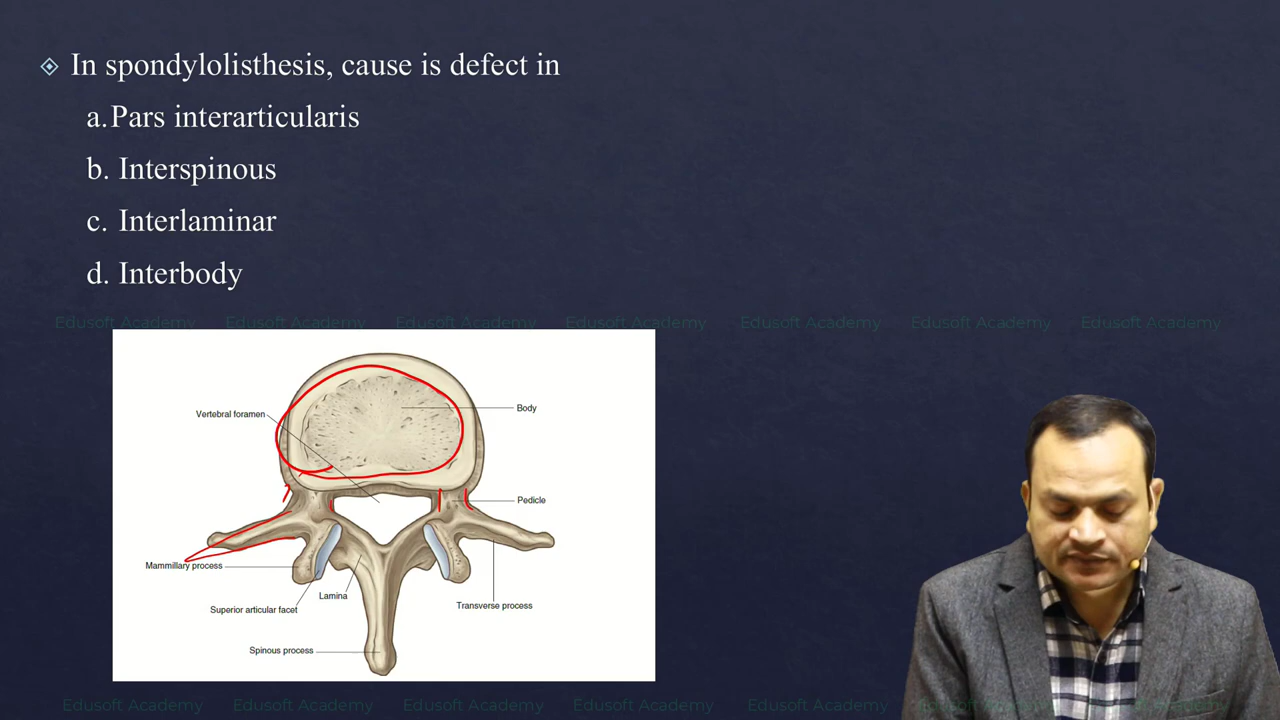 In spondylolisthesis, cause is defect in
a. Pars interarticularis
b. Interspinous
c. Interlaminar
d. Interbody
Edusoft Academy Edusoft Academy Edusoft Academy Edusoft Academy Edusoft Academy Edusoft Academy Edusoft Academy
Vertebral foramen
Body
Pedicle
Mammillary process
Lamina
Superior articular facet
Transverse process
Spinous process
Edusoft Academy Edusoft Academy Edusoft Academy Edusoft Academy Edusoft Academy